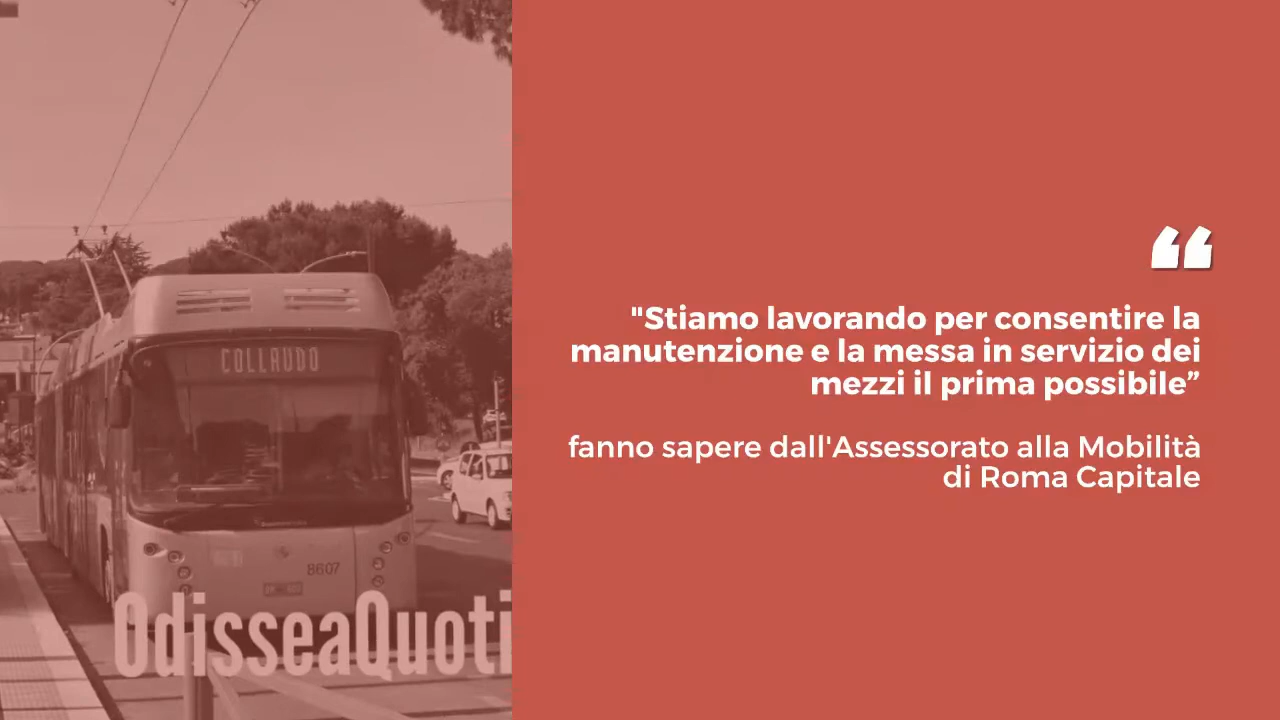 COLLAUDO
8607
OdisseaQuoti
"Stiamo lavorando per consentire la
manutenzione e la messa in servizio dei
mezzi il prima possibile”
fanno sapere dall'Assessorato alla Mobilità
di Roma Capitale